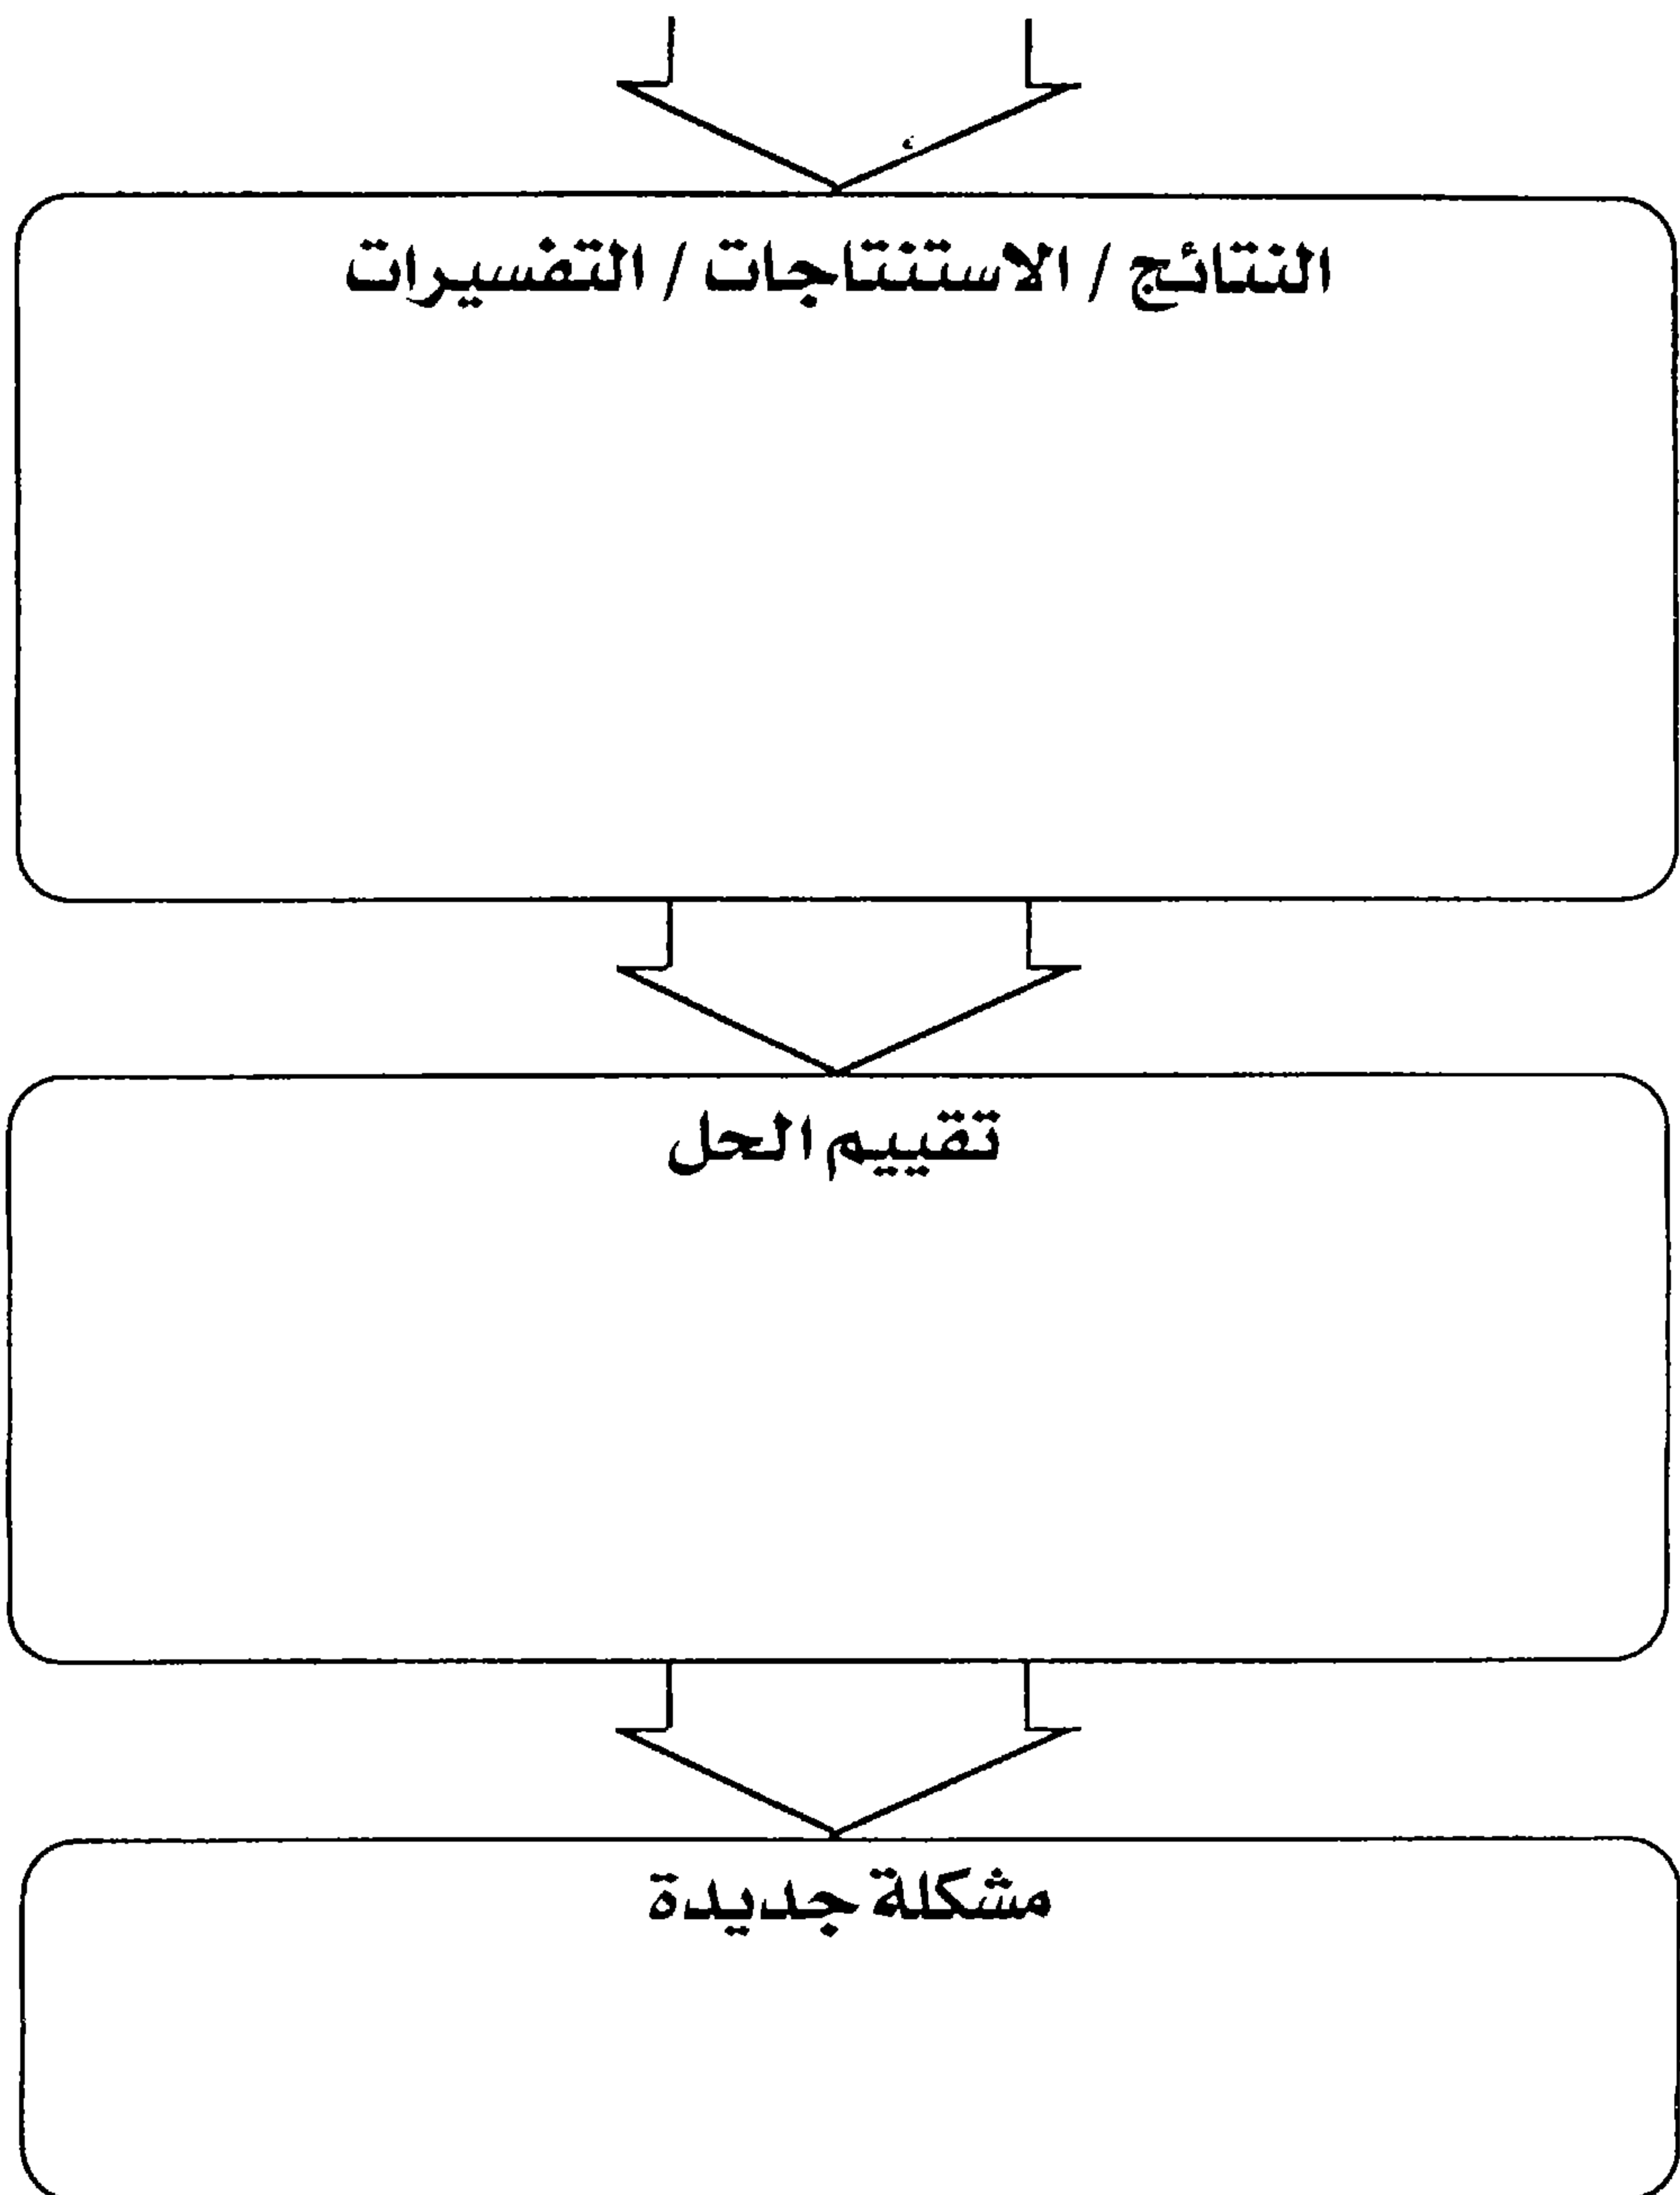 النتائج / الاستنتاجات / التفسيرات
تقييم الحل
مشكلة جديدة